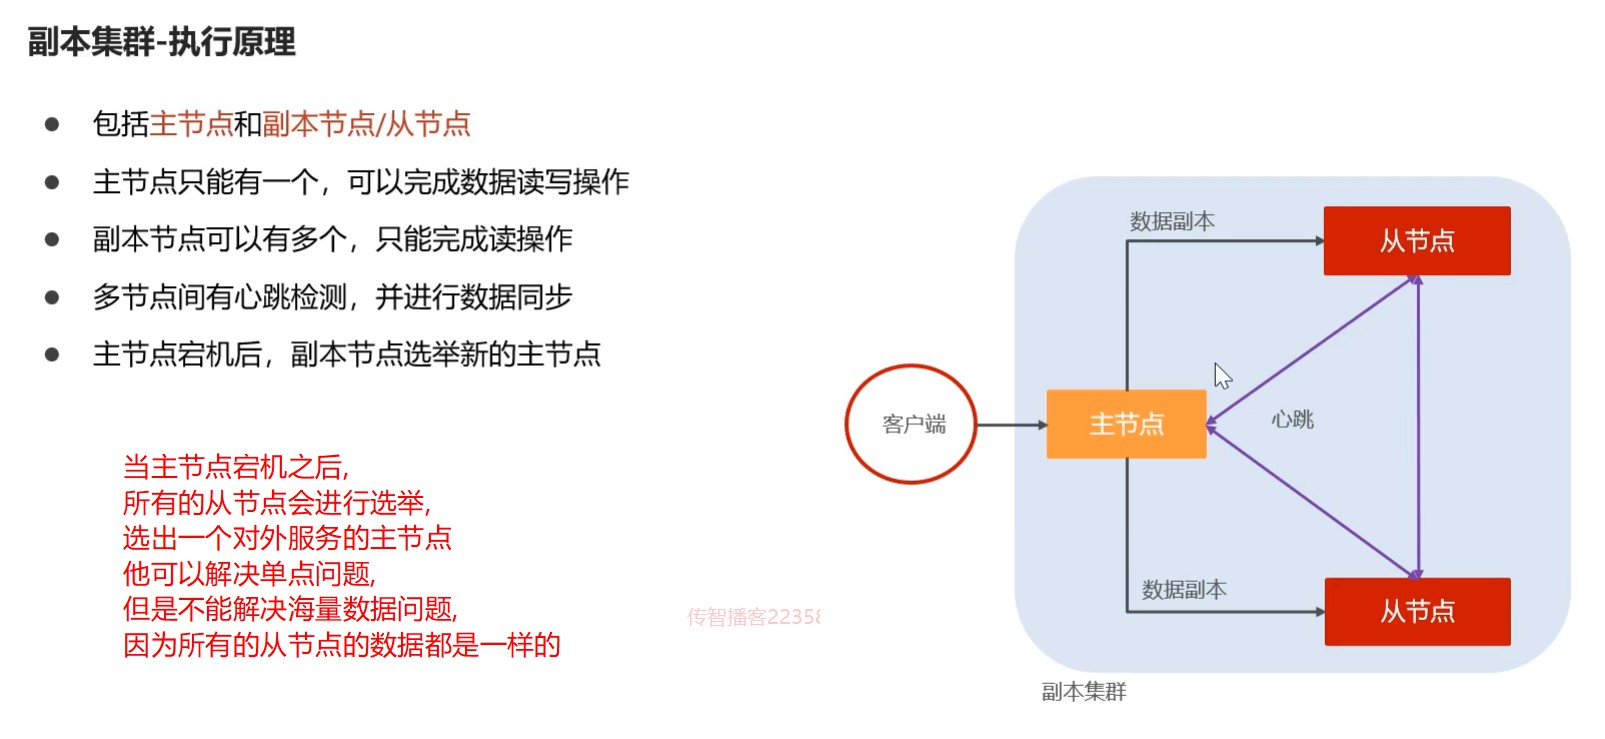 副本集群-执行原理
包括主节点和副本节点/从节点
主节点只能有一个，可以完成数据读写操作
副本节点可以有多个，只能完成读操作
多节点间有心跳检测，并进行数据同步
主节点宕机后，副本节点选举新的主节点
当主节点宕机之后,
所有的从节点会进行选举,
选出一个对外服务的主节点
他可以解决单点问题,
但是不能解决海量数据问题,
因为所有的从节点的数据都是一样的
传智播客22358
数据副本
从节点
客户端
主节点
心跳
数据副本
从节点
副本集群